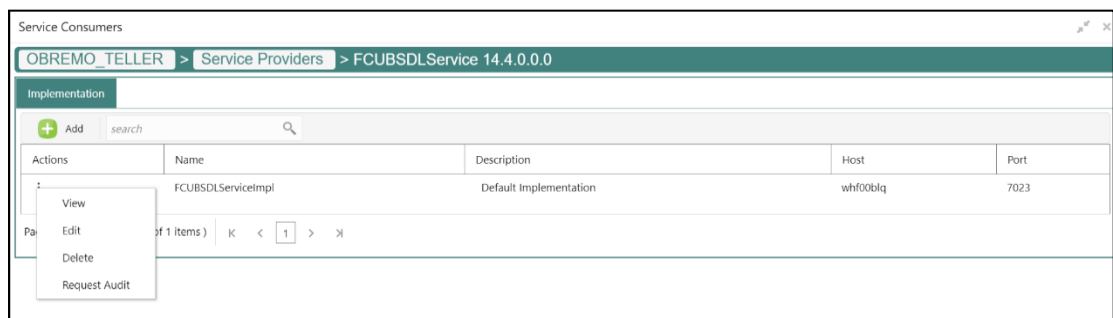 Service Consumers
OBREMO_TELLER > Service Providers > FCUBSDLService 14.4.0.0.0
Implementation
Add search
Actions Name Description Host Port
FCUBSDLServiceImpl Default Implementation whf00blq 7023
View
Edit
Delete
Request Audit
Pa of 1 items ) K < 1 > >|